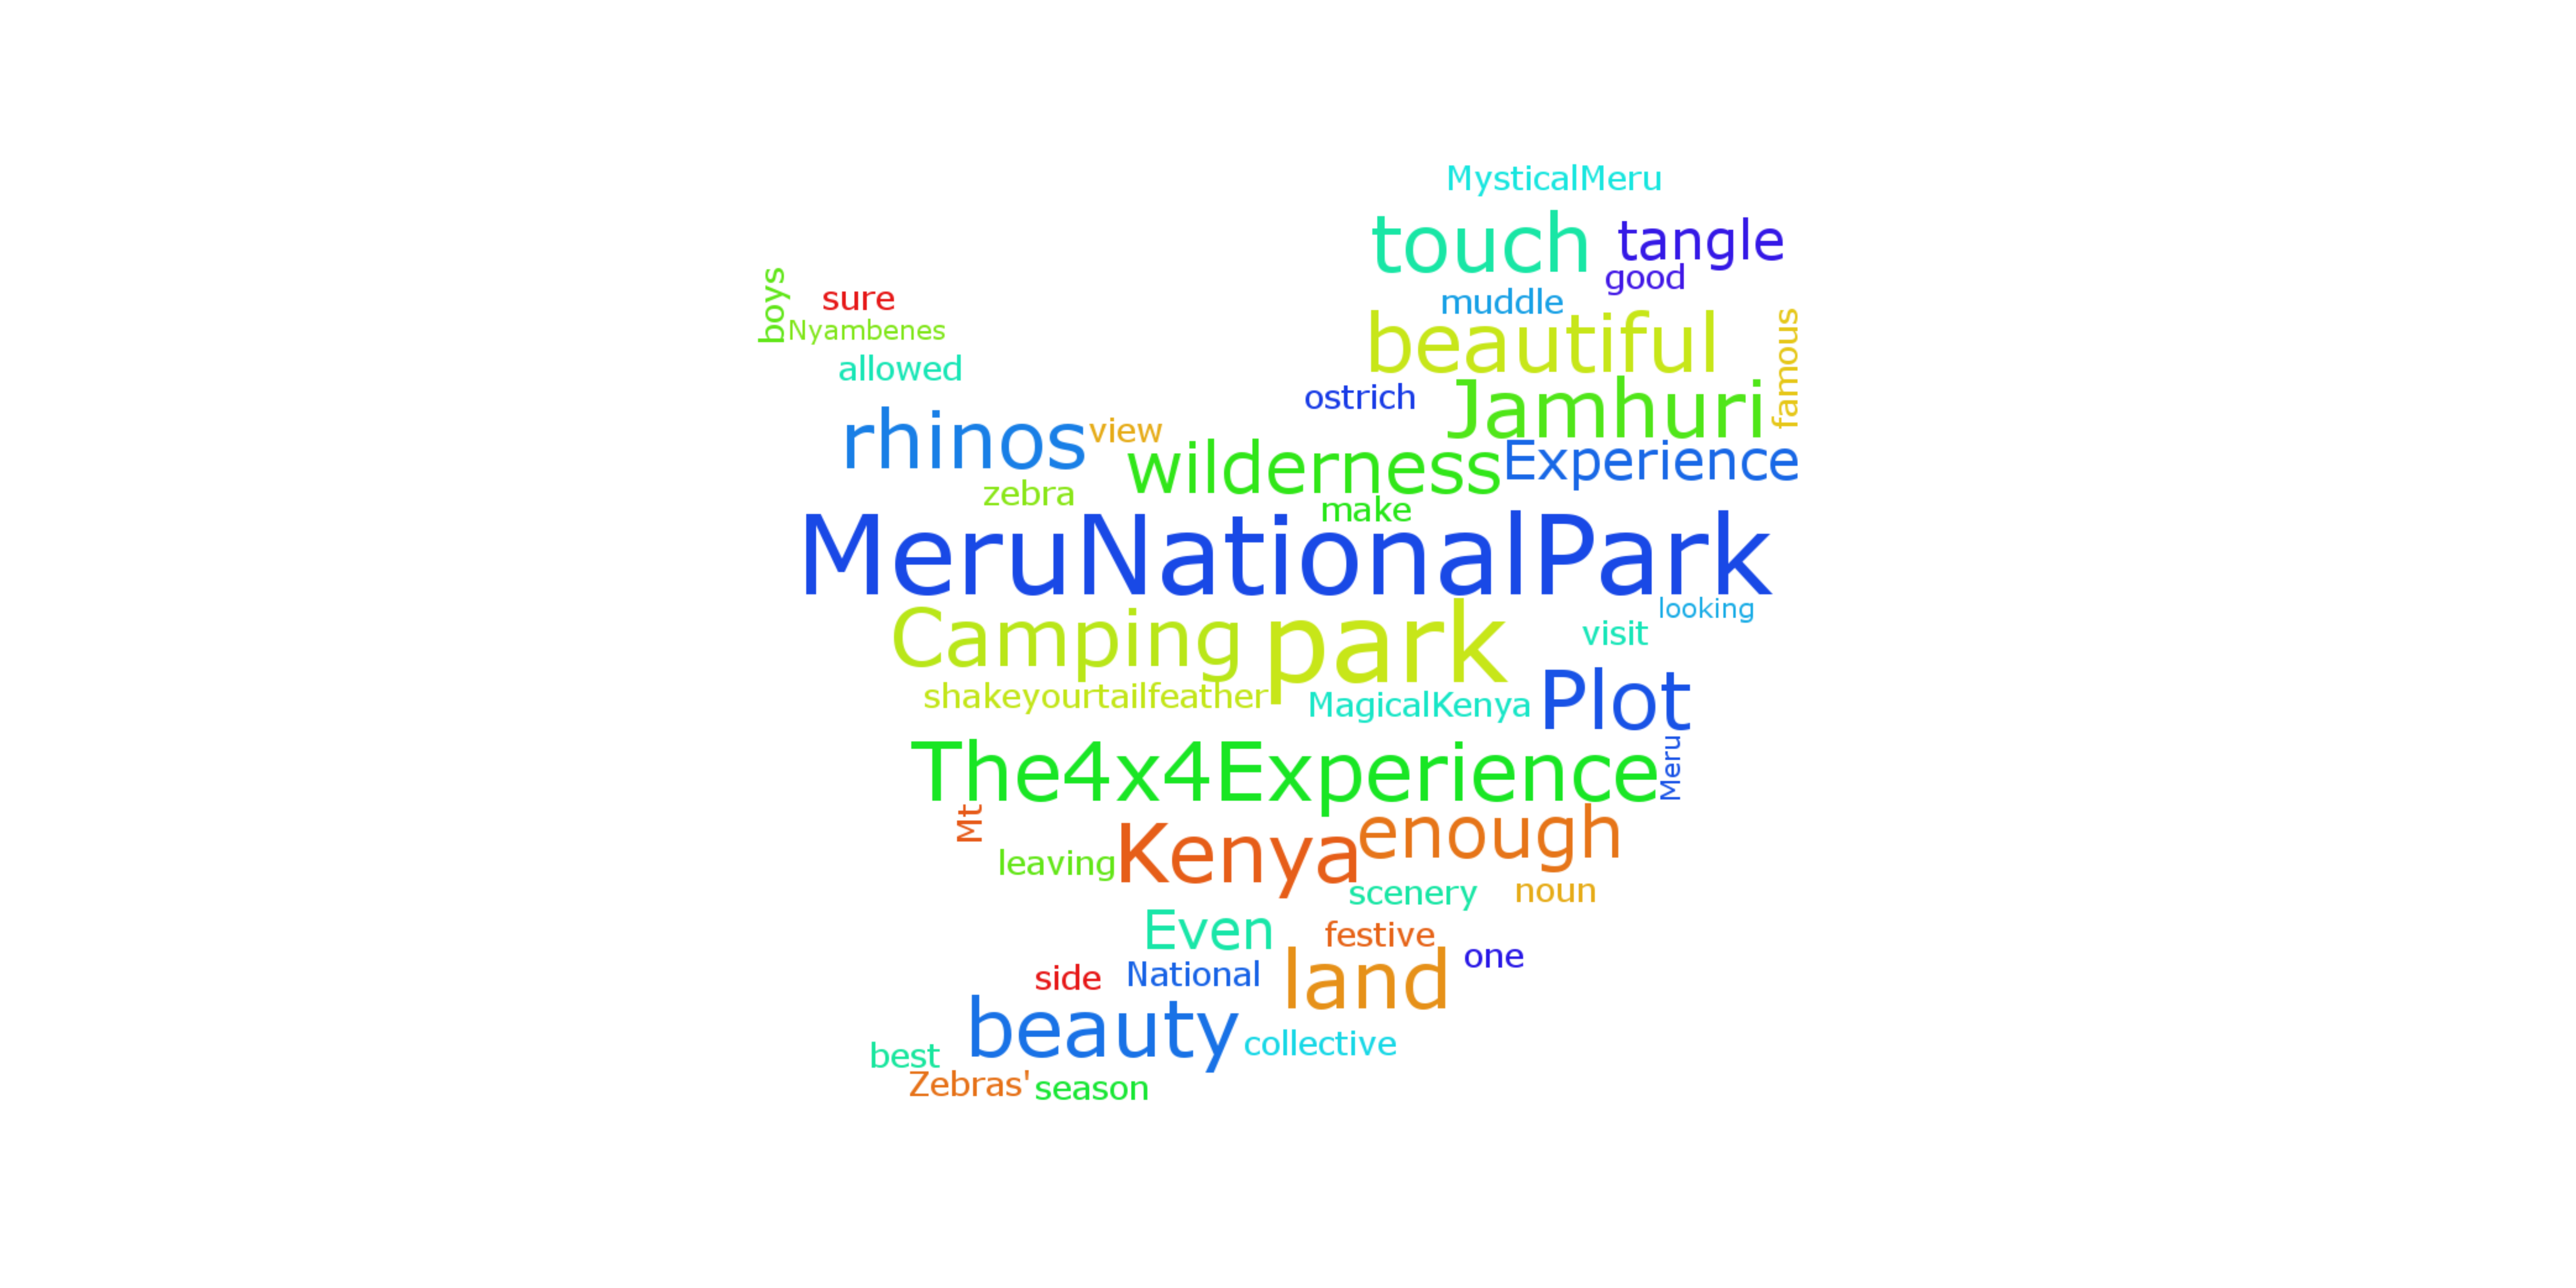 MysticalMeru
touch tangle
good
boys
sure
muddle
Nyambenes
beautiful
famous
allowed
ostrich
Jamhuri
rhinos
view
wilderness
Experience
zebra
make
MeruNationalPark
looking
Camping
park
visit
shakeyourtailfeather
MagicalKenya
Plot
The4x4Experience
Meru
Mt
enough
leaving
Kenya
scenery
noun
Even
festive
one
side
National
land
beauty
collective
best
Zebras'
season